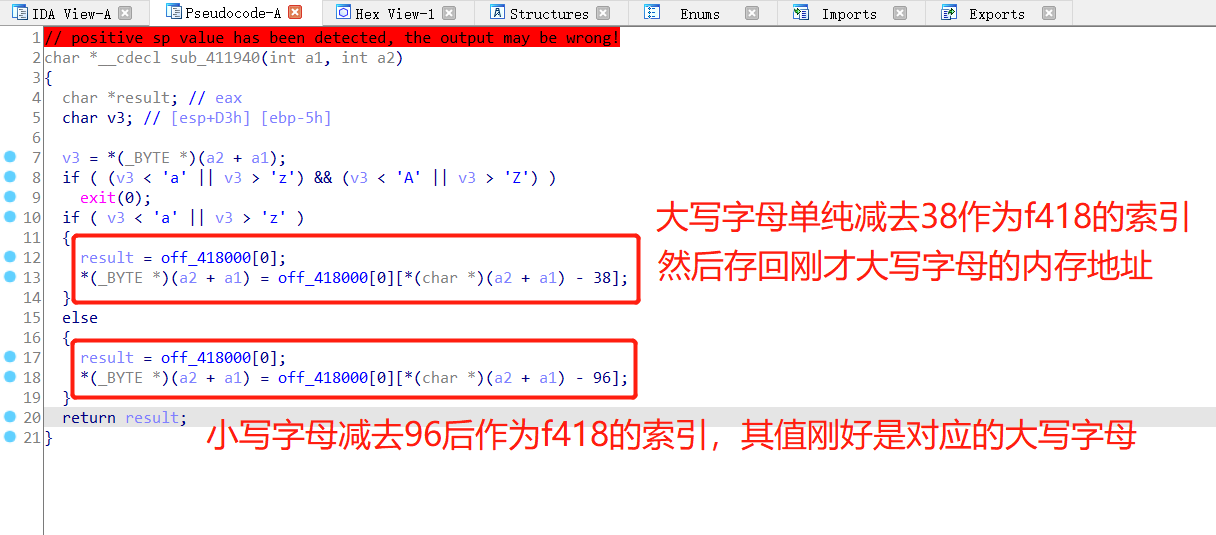 IDA View-A Pseudocode-A Hex View-1 Structures Enums Imports Exports
1 // positive sp value has been detected, the output may be wrong!
2 char *__cdecl sub_411940(int a1, int a2)
3 {
4 char *result; // eax
5 char v3; // [esp+D3h] [ebp-5h]
6
7 v3 = *(_BYTE *)(a2 + a1);
8 if ( (v3 < 'a' || v3 > 'z') && (v3 < 'A' || v3 > 'Z') )
9 exit(0);
10 if ( v3 < 'a' || v3 > 'z' )
大写字母单纯减去38作为f418的索引
11 {
12 result = off_418000[0];
然后存回刚才大写字母的内存地址
13 *(_BYTE *)(a2 + a1) = off_418000[0][*(char *)(a2 + a1) - 38];
14 }
15 else
16 {
17 result = off_418000[0];
18 *(_BYTE *)(a2 + a1) = off_418000[0][*(char *)(a2 + a1) - 96];
19 }
20 return result;
小写字母减去96后作为f418的索引，其值刚好是对应的大写字母
21 }